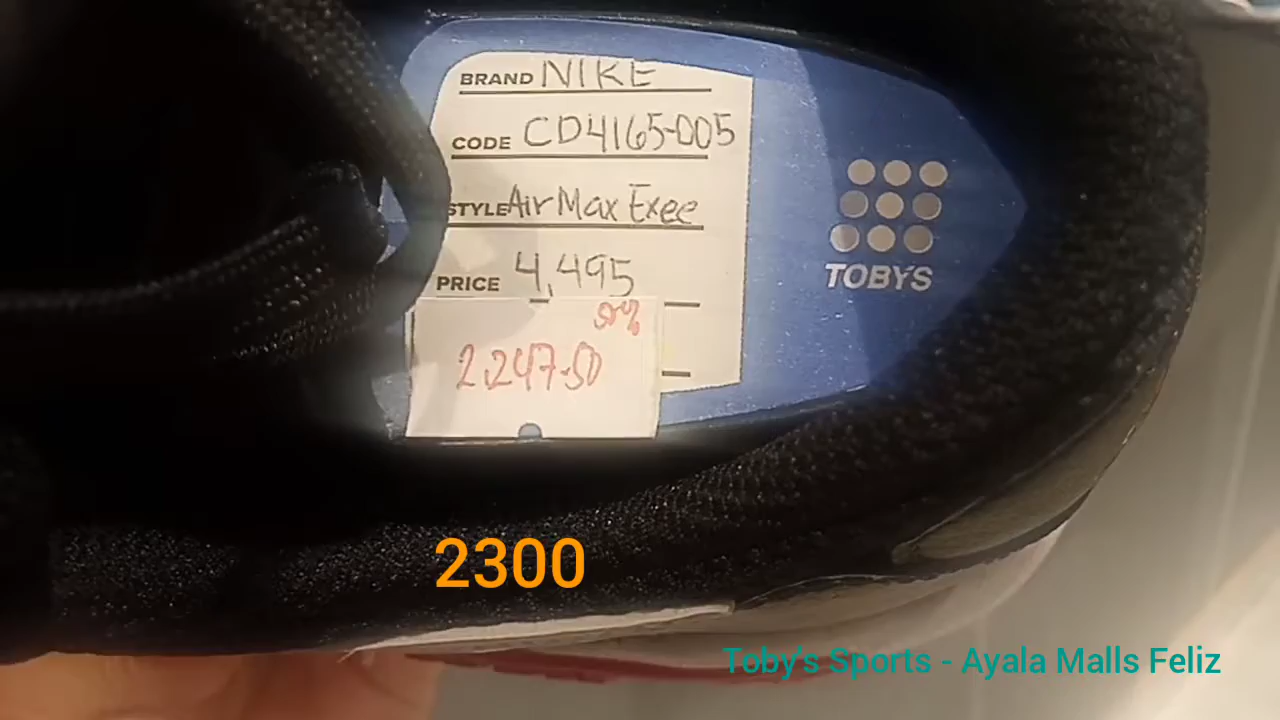 BRAND NIKE
CODE CD4165-005
STYLE Air Max Exee
PRICE 4,495
50%
2,247.50
TOBYS
2300
Toby's Sports - Ayala Malls Feliz